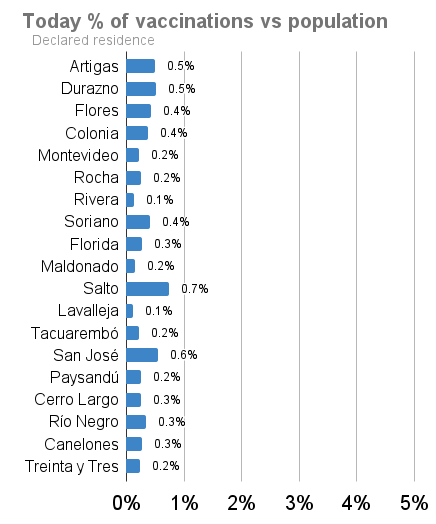 Today % of vaccinations vs population
Declared residence
Artigas 0.5%
Durazno 0.5%
Flores 0.4%
Colonia 0.4%
Montevideo 0.2%
Rocha 0.2%
Rivera 0.1%
Soriano 0.4%
Florida 0.3%
Maldonado 0.2%
Salto 0.7%
Lavalleja 0.1%
Tacuarembó 0.2%
San José 0.6%
Paysandú 0.2%
Cerro Largo 0.3%
Río Negro 0.3%
Canelones 0.3%
Treinta y Tres 0.2%
0% 1% 2% 3% 4% 5%